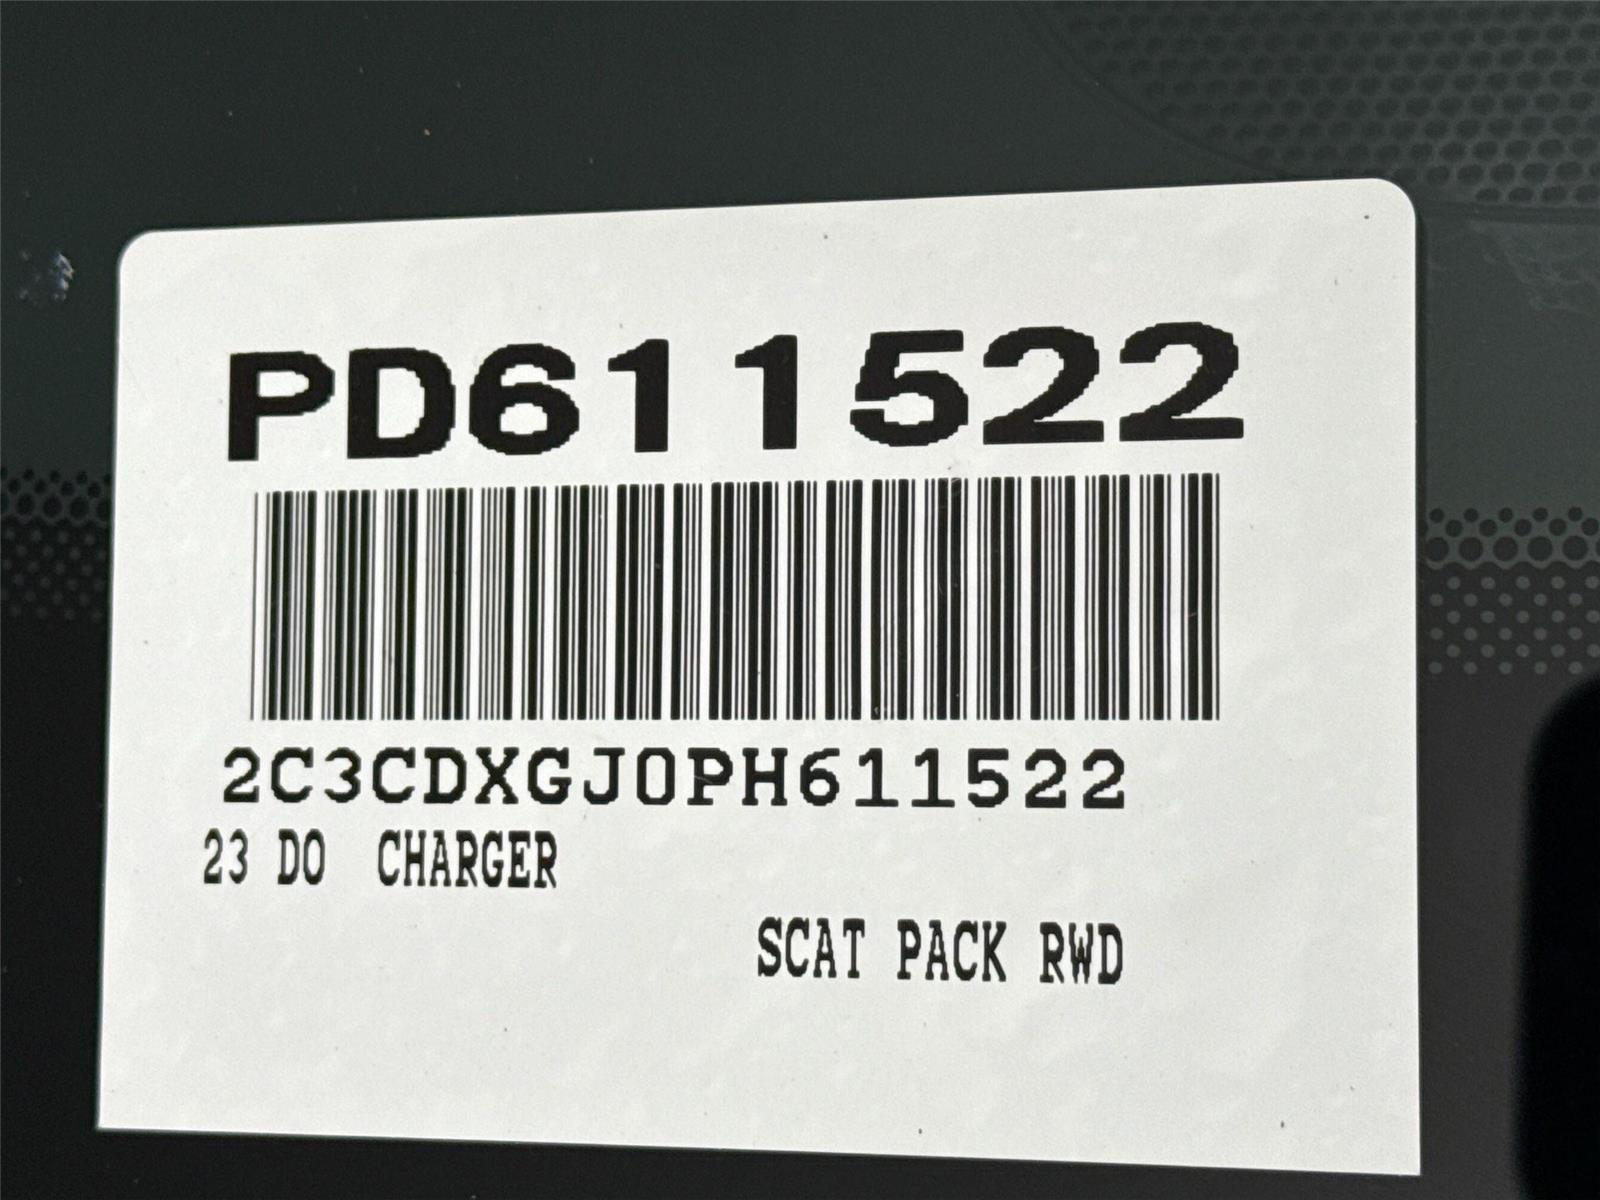 PD611522
2C3CDXGJ0PH611522
23 DO CHARGER
SCAT PACK RWD